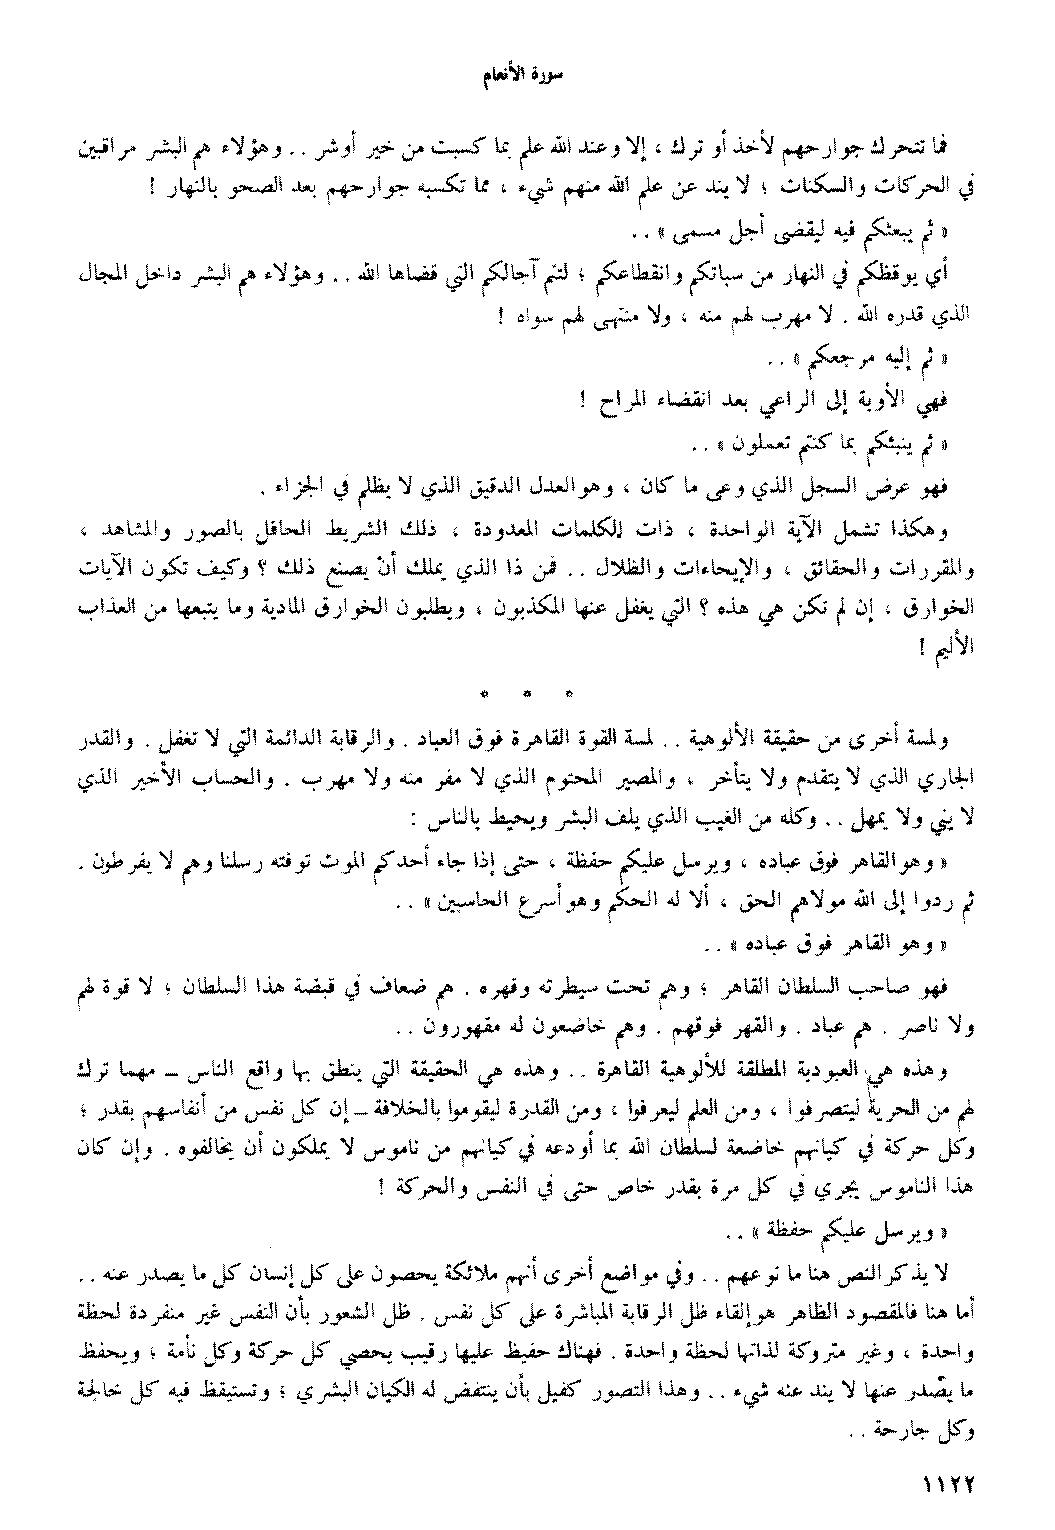 سورة الأنعام
فما تتحرك جوارحهم لأخذ أو ترك ، إلا وعند الله علم بما كسبت من خير أو شر . . وهؤلاء هم البشر مراقبين
في الحركات والسكنات ؛ لا يند عن علم الله منهم شيء ، مما تكسبه جوارحهم بعد الصحو بالنهار !
« ثم يبعثكم فيه ليقضى أجل مسمى » . .
أي يوقظكم في النهار من سباتكم وانقطاعكم ؛ لتتم آجالكم التي قضاها الله . . وهؤلاء هم البشر داخل المجال
الذي قدره الله . لا مهرب لهم منه ، ولا منتهى لهم سواه !
« ثم إليه مرجعكم » . .
فهي الأوبة إلى الراعي بعد انقضاء المراح !
« ثم ينبئكم بما كنتم تعملون » . .
فهو عرض السجل الذي وعى ما كان ، وهو العدل الدقيق الذي لا يظلم في الجزاء .
وهكذا تشمل الآية الواحدة ، ذات الكلمات المعدودة ، ذلك الشريط الحافل بالصور والمشاهد ،
والمقررات والحقائق ، والإيحاءات والظلال . . فمن ذا الذي يملك أن يصنع ذلك ؟ وكيف تكون الآيات
الخوارق ، إن لم تكن هي هذه ؟ التي يغفل عنها المكذبون ، ويطلبون الخوارق المادية وما يتبعها من العذاب
الأليم !
* * *
ولمسة أخرى من حقيقة الألوهية . . لمسة القوة القاهرة فوق العباد . والرقابة الدائمة التي لا تغفل . والقدر
الجاري الذي لا يتقدم ولا يتأخر ، والمصير المحتوم الذي لا مفر منه ولا مهرب . والحساب الأخير الذي
لا يني ولا يمهل . . وكله من الغيب الذي يلف البشر ويحيط بالناس :
« وهو القاهر فوق عباده ، ويرسل عليكم حفظة ، حتى إذا جاء أحدكم الموت توفته رسلنا وهم لا يفرطون .
ثم ردوا إلى الله مولاهم الحق ، ألا له الحكم وهو أسرع الحاسبين » . .
« وهو القاهر فوق عباده » . .
فهو صاحب السلطان القاهر ؛ وهم تحت سيطرته وقهره . هم ضعاف في قبضة هذا السلطان ؛ لا قوة لهم
ولا ناصر . هم عباد . والقهر فوقهم . وهم خاضعون له مقهورون . .
وهذه هي العبودية المطلقة للألوهية القاهرة . . وهذه هي الحقيقة التي ينطق بها واقع الناس – مهما ترك
لهم من الحرية ليتصرفوا ، ومن العلم ليعرفوا ، ومن القدرة ليقوموا بالخلافة – إن كل نفس من أنفاسهم بقدر ؛
وكل حركة في كيانهم خاضعة لسلطان الله بما أودعه في كيانهم من ناموس لا يملكون أن يخالفوه . وإن كان
هذا الناموس يجري في كل مرة بقدر خاص حتى في النفس والحركة !
« ويرسل عليكم حفظة » . .
لا يذكر النص هنا ما نوعهم . . وفي مواضع أخرى أنهم ملائكة يحصون على كل إنسان كل ما يصدر عنه . .
أما هنا فالمقصود الظاهر هو إلقاء ظل الرقابة المباشرة على كل نفس . ظل الشعور بأن النفس غير منفردة لحظة
واحدة ، وغير متروكة لذاتها لحظة واحدة . فهناك حفيظ عليها رقيب يحصي كل حركة وكل نأمة ؛ ويحفظ
ما يصدر عنها لا يند عنه شيء . . وهذا التصور كفيل بأن ينتفض له الكيان البشري ؛ وتستيقظ فيه كل خالجة
وكل جارحة . .
١١٢٢